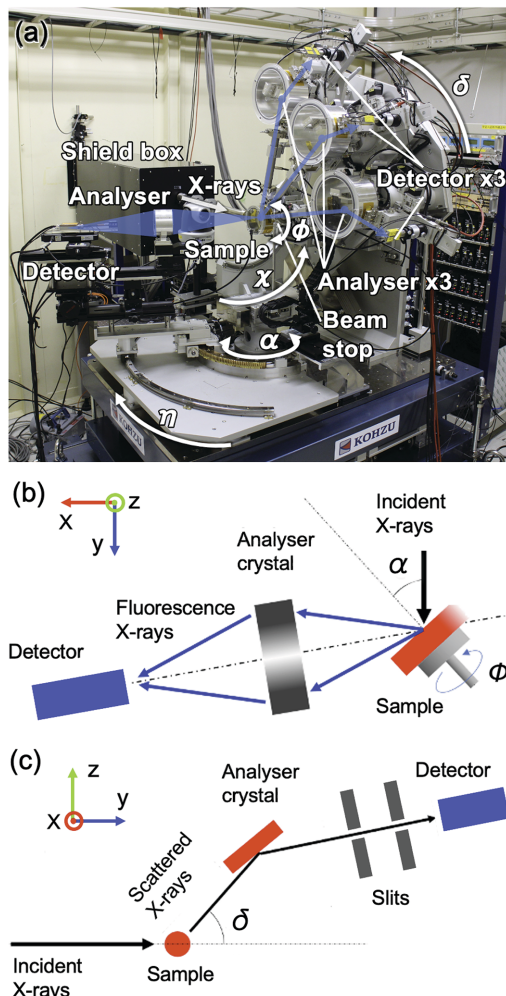 (a)
δ
Shield box
X-rays
Analyser
Detector x3
Sample
ϕ
Detector
χ
Analyser x3
Beam
stop
α
η
KOHZU
KOHZU
(b)
z
x
y
Incident
X-rays
Analyser
crystal
α
Fluorescence
X-rays
Detector
Φ
Sample
(c)
z
x
y
Analyser
crystal
Detector
Scattered
X-rays
δ
Slits
Incident
X-rays
Sample